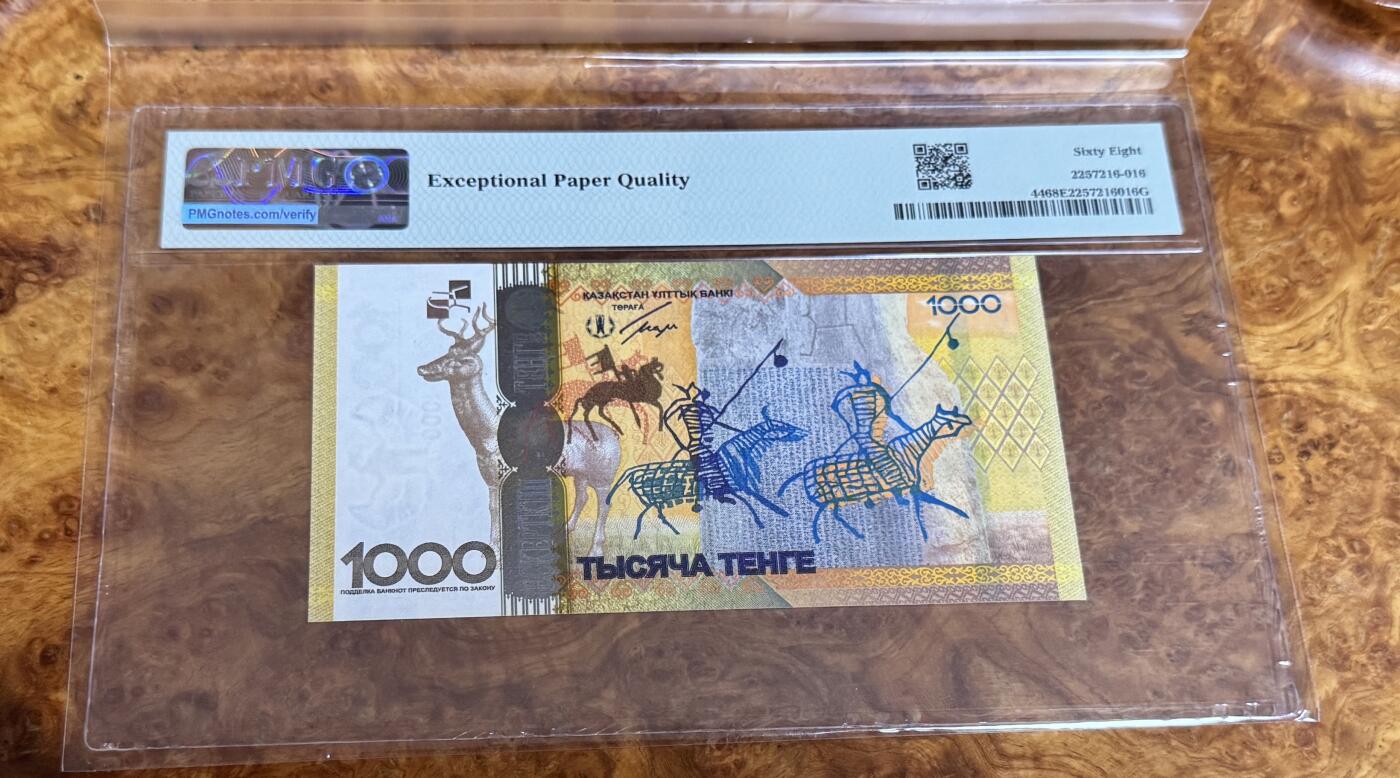 PMG
PMGnotes.com/verify
Exceptional Paper Quality
Sixty Eight
2257216-016
4468E2257216016G
ҚАЗАҚСТАН ҰЛТТЫҚ БАНКІ
ТӨРАҒА
1000
1000
ПОДДЕЛКА БАНКНОТ ПРЕСЛЕДУЕТСЯ ПО ЗАКОНУ
ТЫСЯЧА ТЕНГЕ